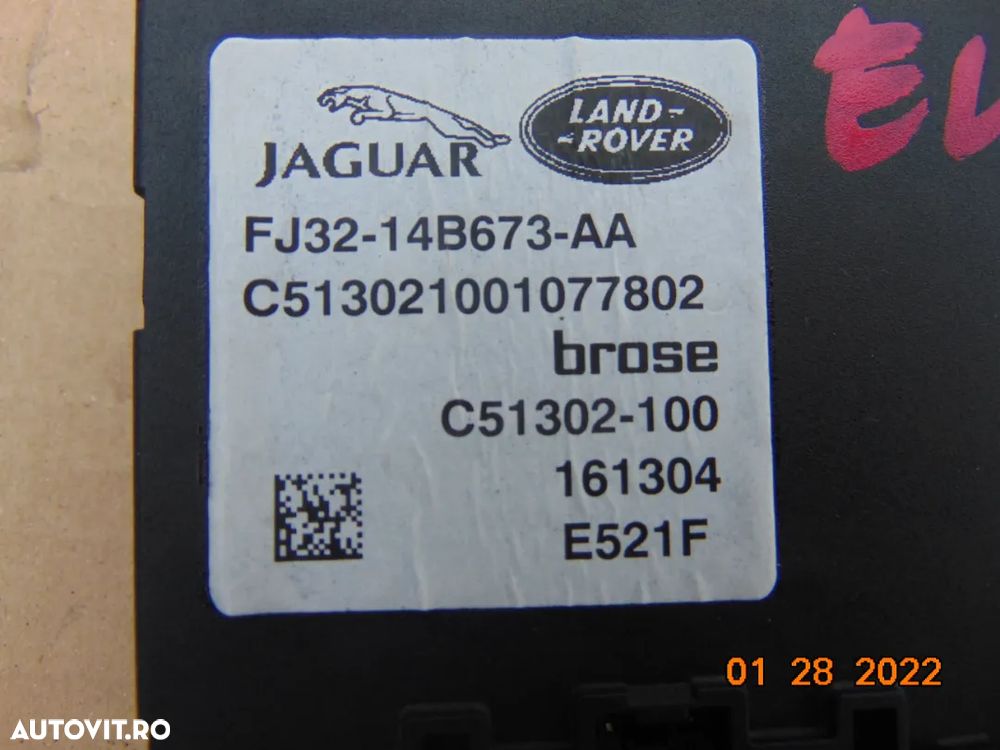 JAGUAR
LAND-
-ROVER
FJ32-14B673-AA
C513021001077802
brose
C51302-100
161304
E521F
01 28 2022
AUTOVIT.RO